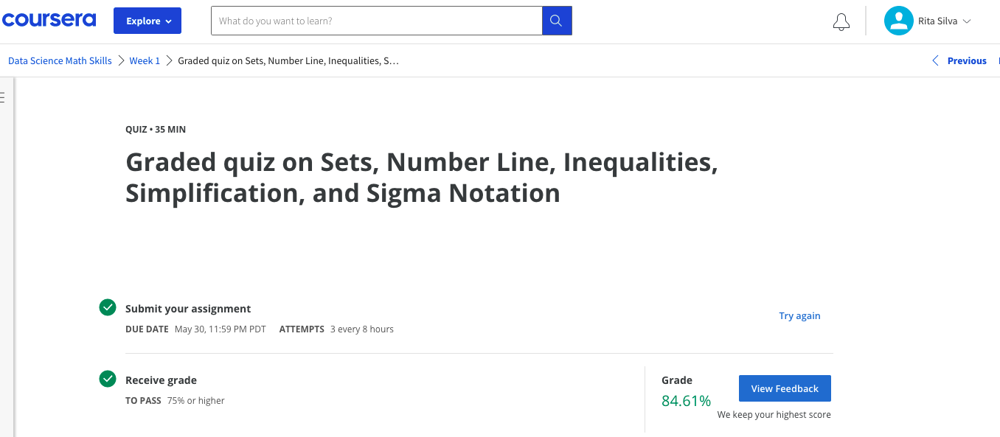 coursera
Explore
What do you want to learn?
Rita Silva
Data Science Math Skills
Week 1
Graded quiz on Sets, Number Line, Inequalities, S…
Previous
QUIZ • 35 MIN
Graded quiz on Sets, Number Line, Inequalities,
Simplification, and Sigma Notation
Submit your assignment
DUE DATE May 30, 11:59 PM PDT ATTEMPTS 3 every 8 hours
Try again
Receive grade
TO PASS 75% or higher
Grade
84.61%
View Feedback
We keep your highest score